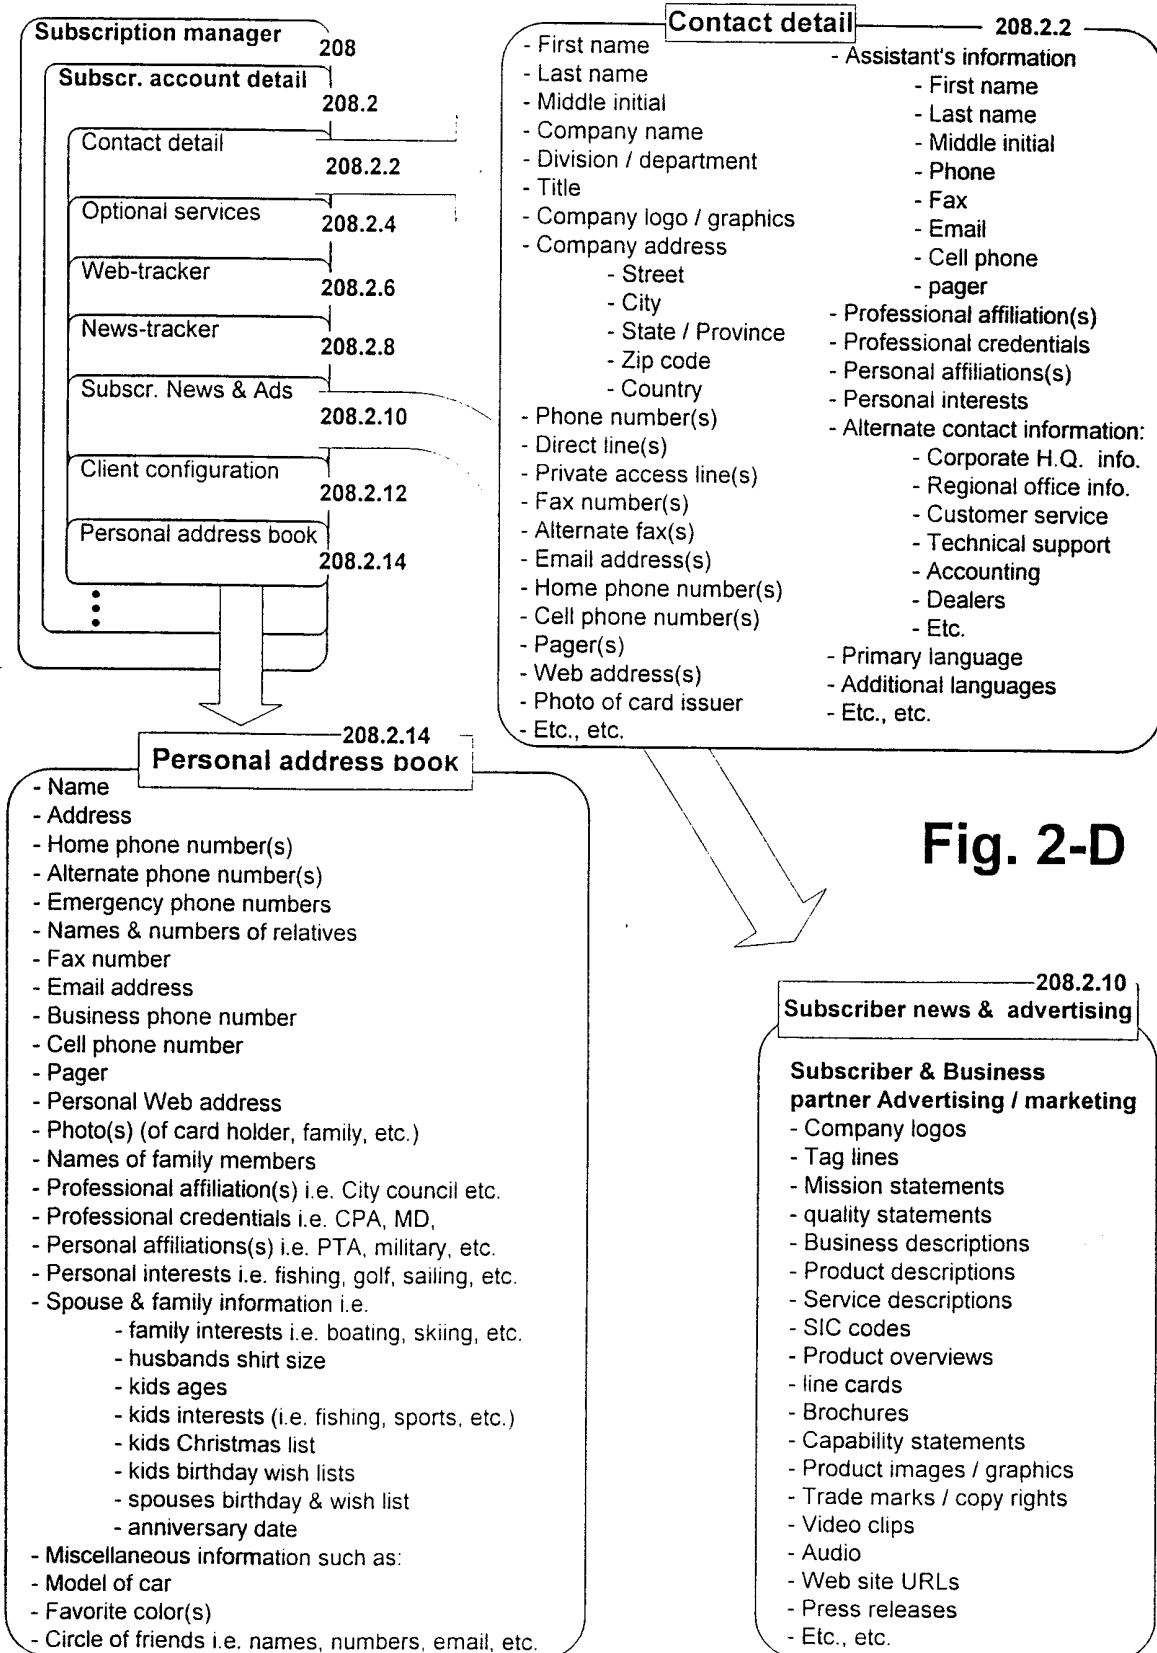 Subscription manager
208
Subscr. account detail
208.2
Contact detail
208.2.2
Optional services
208.2.4
Web-tracker
208.2.6
News-tracker
208.2.8
Subscr. News & Ads
208.2.10
Client configuration
208.2.12
Personal address book
208.2.14
Contact detail
208.2.2
- First name
- Last name
- Middle initial
- Company name
- Division / department
- Title
- Company logo / graphics
- Company address
- Street
- City
- State / Province
- Zip code
- Country
- Phone number(s)
- Direct line(s)
- Private access line(s)
- Fax number(s)
- Alternate fax(s)
- Email address(s)
- Home phone number(s)
- Cell phone number(s)
- Pager(s)
- Web address(s)
- Photo of card issuer
- Etc., etc.
- Assistant's information
- First name
- Last name
- Middle initial
- Phone
- Fax
- Email
- Cell phone
- pager
- Professional affiliation(s)
- Professional credentials
- Personal affiliations(s)
- Personal interests
- Alternate contact information:
- Corporate H.Q. info.
- Regional office info.
- Customer service
- Technical support
- Accounting
- Dealers
- Etc.
- Primary language
- Additional languages
- Etc., etc.
208.2.14
Personal address book
- Name
- Address
- Home phone number(s)
- Alternate phone number(s)
- Emergency phone numbers
- Names & numbers of relatives
- Fax number
- Email address
- Business phone number
- Cell phone number
- Pager
- Personal Web address
- Photo(s) (of card holder, family, etc.)
- Names of family members
- Professional affiliation(s) i.e. City council etc.
- Professional credentials i.e. CPA, MD,
- Personal affiliations(s) i.e. PTA, military, etc.
- Personal interests i.e. fishing, golf, sailing, etc.
- Spouse & family information i.e.
- family interests i.e. boating, skiing, etc.
- husbands shirt size
- kids ages
- kids interests (i.e. fishing, sports, etc.)
- kids Christmas list
- kids birthday wish lists
- spouses birthday & wish list
- anniversary date
- Miscellaneous information such as:
- Model of car
- Favorite color(s)
- Circle of friends i.e. names, numbers, email, etc.
Fig. 2-D
208.2.10
Subscriber news & advertising
Subscriber & Business
partner Advertising / marketing
- Company logos
- Tag lines
- Mission statements
- quality statements
- Business descriptions
- Product descriptions
- Service descriptions
- SIC codes
- Product overviews
- line cards
- Brochures
- Capability statements
- Product images / graphics
- Trade marks / copy rights
- Video clips
- Audio
- Web site URLs
- Press releases
- Etc., etc.